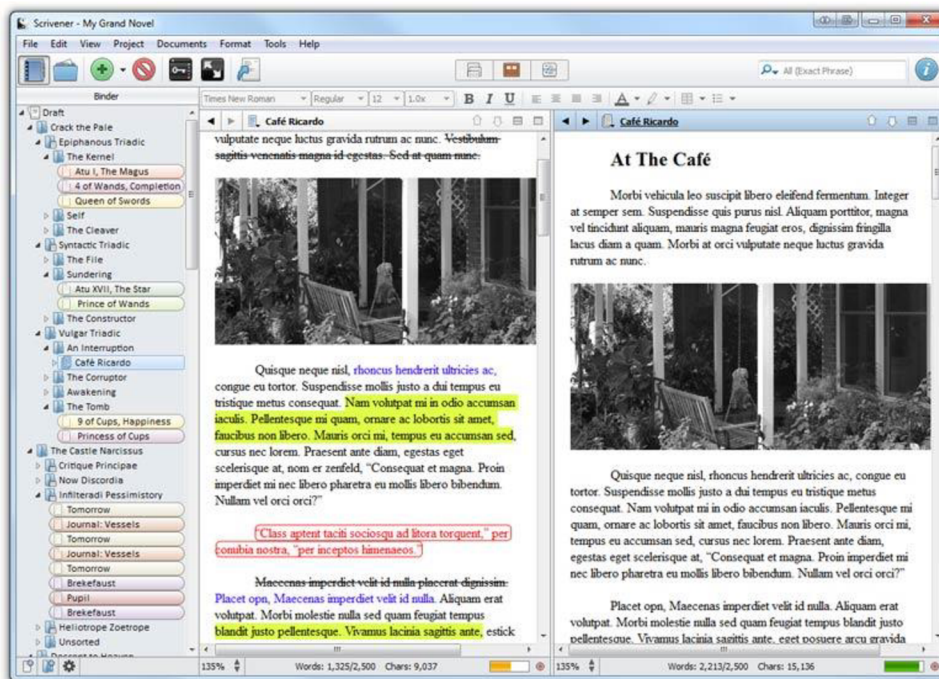 Scrivener - My Grand Novel
File Edit View Project Documents Format Tools Help
All (Exact Phrase)
Binder
Times New Roman Regular 12 1.0x B I U A
Draft
Crack the Pale
Epiphanous Triadic
The Kernel
Atu I, The Magus
4 of Wands, Completion
Queen of Swords
Self
The Cleaver
Syntactic Triadic
The File
Sundering
Atu XVII, The Star
Prince of Wands
The Constructor
Vulgar Triadic
An Interruption
Café Ricardo
The Corruptor
Awakening
The Tomb
9 of Cups, Happiness
Princess of Cups
The Castle Narcissus
Critique Principae
Now Discordia
Infilteradi Pessimistory
Tomorrow
Journal: Vessels
Tomorrow
Journal: Vessels
Tomorrow
Brekefaust
Pupil
Brekefaust
Heliotrope Zoetrope
Unsorted
Descent to Heaven
Café Ricardo
vulputate neque luctus gravida rutrum ac nunc. Vestibulum
sagittis venenatis magna id egestas. Sed at quam nunc.
Quisque neque nisl, rhoncus hendrerit ultricies ac,
congue eu tortor. Suspendisse mollis justo a dui tempus eu
tristique metus consequat. Nam volutpat mi in odio accumsan
iaculis. Pellentesque mi quam, ornare ac lobortis sit amet,
faucibus non libero. Mauris orci mi, tempus eu accumsan sed,
cursus nec lorem. Praesent ante diam, egestas eget
scelerisque at, nom er zenfeld, “Consequat et magna. Proin
imperdiet mi nec libero pharetra eu mollis libero bibendum.
Nullam vel orci orci?”
“Class aptent taciti sociosqu ad litora torquent,” per
conubia nostra, “per inceptos himenaeos.”
Maecenas imperdiet velit id nulla placerat dignissim.
Placet opn, Maecenas imperdiet velit id nulla. Aliquam erat
volutpat. Morbi molestie nulla sed quam feugiat tempus
blandit justo pellentesque. Vivamus lacinia sagittis ante, estick
135% Words: 1,325/2,500 Chars: 9,037
Café Ricardo
At The Café
Morbi vehicula leo suscipit libero eleifend fermentum. Integer
at semper sem. Suspendisse quis purus nisl. Aliquam porttitor, magna
vel tincidunt aliquam, mauris magna feugiat eros, dignissim fringilla
lacus diam a quam. Morbi at orci vulputate neque luctus gravida
rutrum ac nunc.
Quisque neque nisl, rhoncus hendrerit ultricies ac, congue eu
tortor. Suspendisse mollis justo a dui tempus eu tristique metus
consequat. Nam volutpat mi in odio accumsan iaculis. Pellentesque mi
quam, ornare ac lobortis sit amet, faucibus non libero. Mauris orci mi,
tempus eu accumsan sed, cursus nec lorem. Praesent ante diam,
egestas eget scelerisque at, “Consequat et magna. Proin imperdiet mi
nec libero pharetra eu mollis libero bibendum. Nullam vel orci orci?”
Placet opn, Maecenas imperdiet velit id nulla. Aliquam erat
volutpat. Morbi molestie nulla sed quam feugiat tempus blandit justo
pellentesque. Vivamus lacinia sagittis ante, eget posuere arcu gravida
135% Words: 2,213/2,500 Chars: 15,136